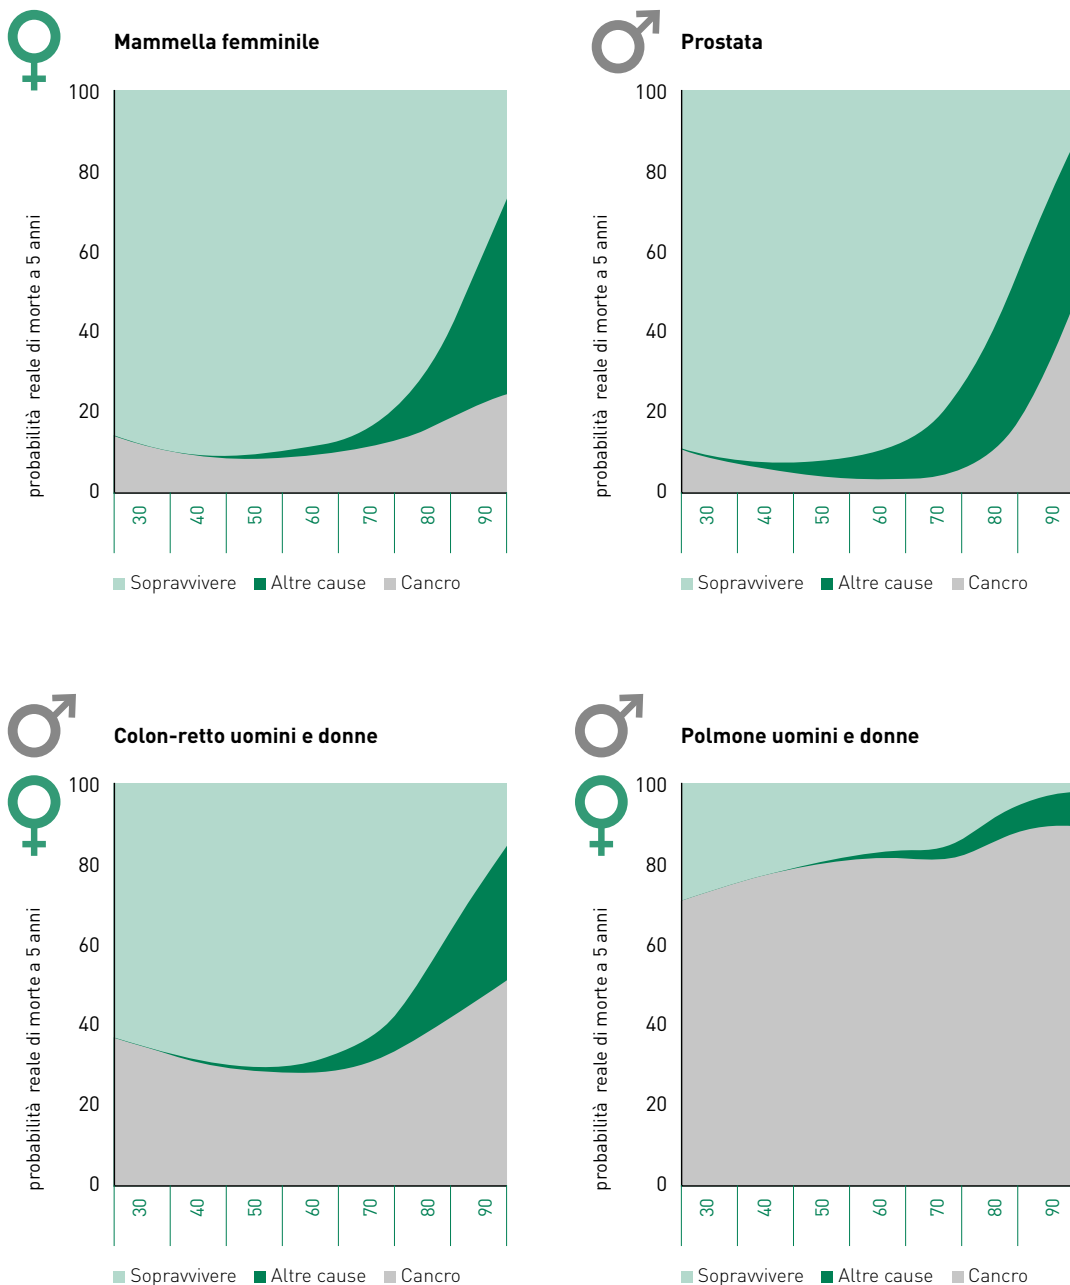 Mammella femminile
100
80
60
40
20
0
probabilità reale di morte a 5 anni
30 40 50 60 70 80 90
Sopravvivere Altre cause Cancro
Prostata
100
80
60
40
20
0
probabilità reale di morte a 5 anni
30 40 50 60 70 80 90
Sopravvivere Altre cause Cancro
Colon-retto uomini e donne
100
80
60
40
20
0
probabilità reale di morte a 5 anni
30 40 50 60 70 80 90
Sopravvivere Altre cause Cancro
Polmone uomini e donne
100
80
60
40
20
0
probabilità reale di morte a 5 anni
30 40 50 60 70 80 90
Sopravvivere Altre cause Cancro